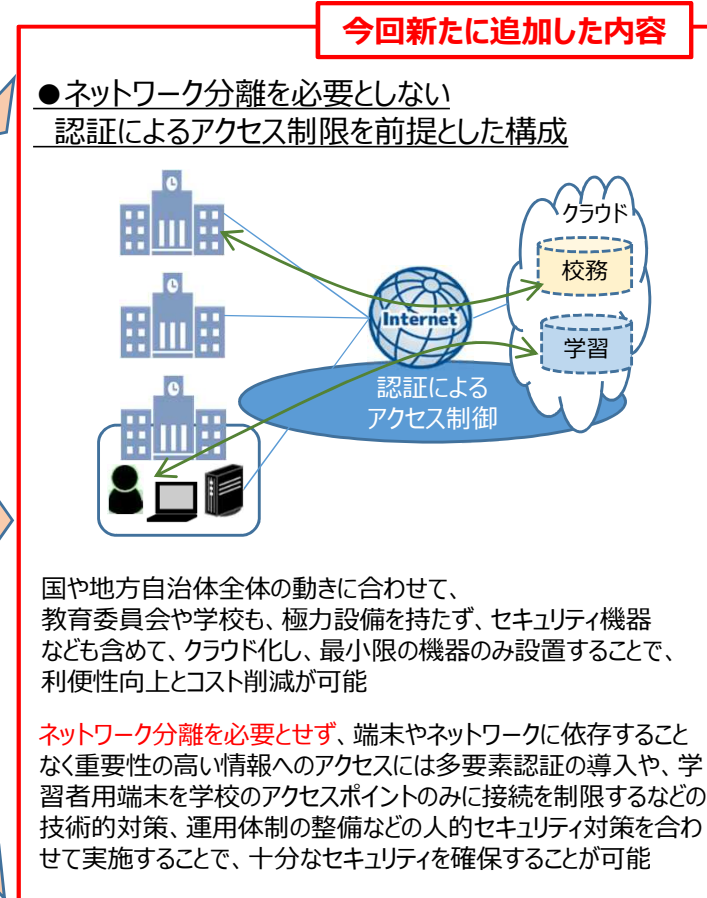 今回新たに追加した内容
●ネットワーク分離を必要としない
認証によるアクセス制限を前提とした構成
クラウド
校務
Internet
学習
認証による
アクセス制御
国や地方自治体全体の動きに合わせて、
教育委員会や学校も、極力設備を持たず、セキュリティ機器
なども含めて、クラウド化し、最小限の機器のみ設置することで、
利便性向上とコスト削減が可能
ネットワーク分離を必要とせず、端末やネットワークに依存すること
なく重要性の高い情報へのアクセスには多要素認証の導入や、学
習者用端末を学校のアクセスポイントのみに接続を制限するなどの
技術的対策、運用体制の整備などの人的セキュリティ対策を合わ
せて実施することで、十分なセキュリティを確保することが可能